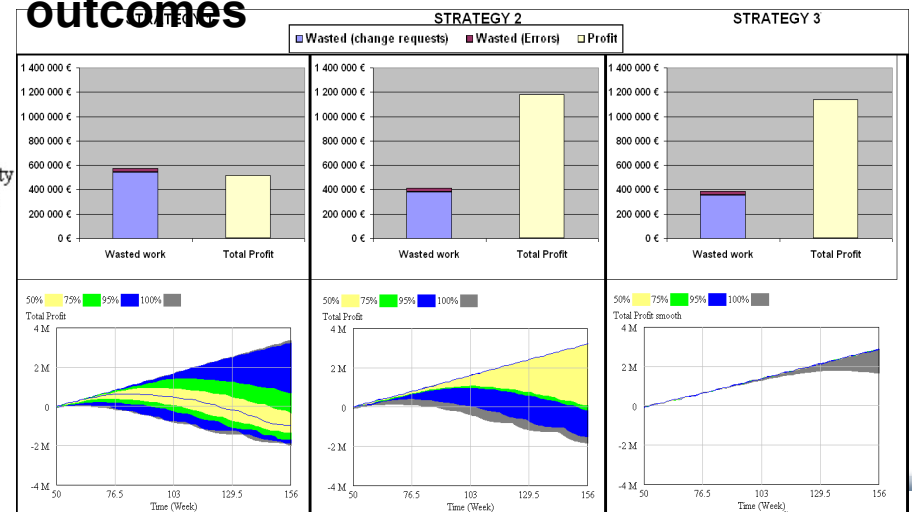 outcomes
STRATEGY 1
STRATEGY 2
STRATEGY 3
Wasted (change requests) Wasted (Errors) Profit
ty
1 400 000 €
1 200 000 €
1 000 000 €
800 000 €
600 000 €
400 000 €
200 000 €
0 €
Wasted work Total Profit
1 400 000 €
1 200 000 €
1 000 000 €
800 000 €
600 000 €
400 000 €
200 000 €
0 €
Wasted work Total Profit
1 400 000 €
1 200 000 €
1 000 000 €
800 000 €
600 000 €
400 000 €
200 000 €
0 €
Wasted work Total Profit
50% 75% 95% 100%
Total Profit
4 M
2 M
0
-2 M
-4 M
50 76.5 103 129.5 156
Time (Week)
50% 75% 95% 100%
Total Profit
4 M
2 M
0
-2 M
-4 M
50 76.5 103 129.5 156
Time (Week)
50% 75% 95% 100%
Total Profit smooth
4 M
2 M
0
-2 M
-4 M
50 76.5 103 129.5 156
Time (Week)